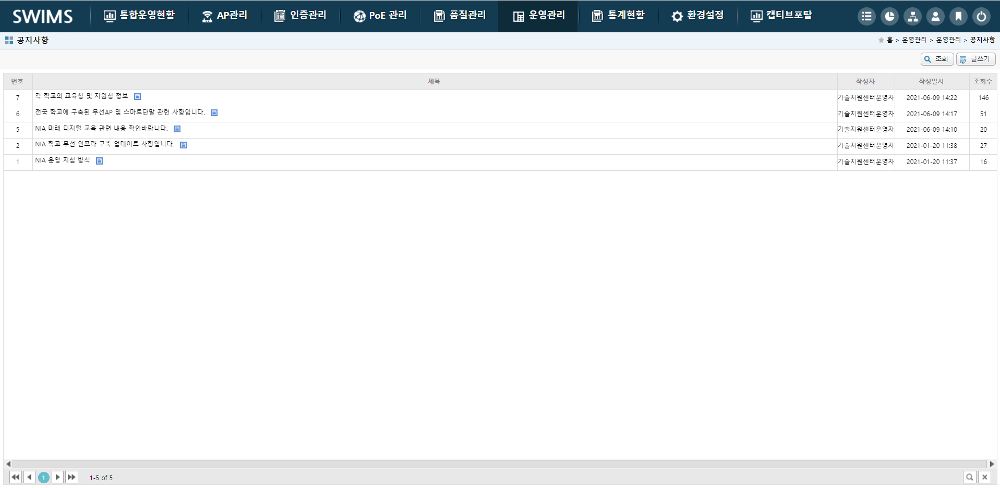 SWIMS 통합운영현황 AP관리 인증관리 PoE 관리 품질관리 운영관리 통계현황 환경설정 캡티브포탈
공지사항 홈 > 운영관리 > 운영관리 > 공지사항
조회 글쓰기
번호 제목 작성자 작성일시 조회수
7 각 학교의 교육청 및 지원청 정보 기술지원센터운영자 2021-06-09 14:22 146
6 전국 학교에 구축된 무선AP 및 스마트단말 관련 사항입니다. 기술지원센터운영자 2021-06-09 14:17 51
5 NIA 미래 디지털 교육 관련 내용 확인바랍니다. 기술지원센터운영자 2021-06-09 14:10 20
2 NIA 학교 무선 인프라 구축 업데이트 사항입니다. 기술지원센터운영자 2021-01-20 11:38 27
1 NIA 운영 지침 방식 기술지원센터운영자 2021-01-20 11:37 16
1 1-5 of 5